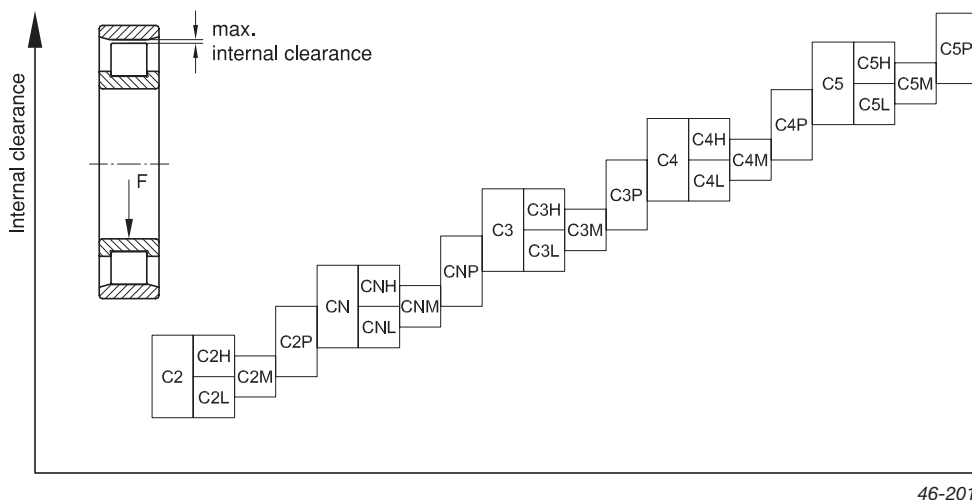 max.
internal clearance
Internal clearance
F
C2
C2H
C2L
C2M
C2P
CN
CNH
CNL
CNM
CNP
C3
C3H
C3L
C3M
C3P
C4
C4H
C4L
C4M
C4P
C5
C5H
C5L
C5M
C5P
46-201